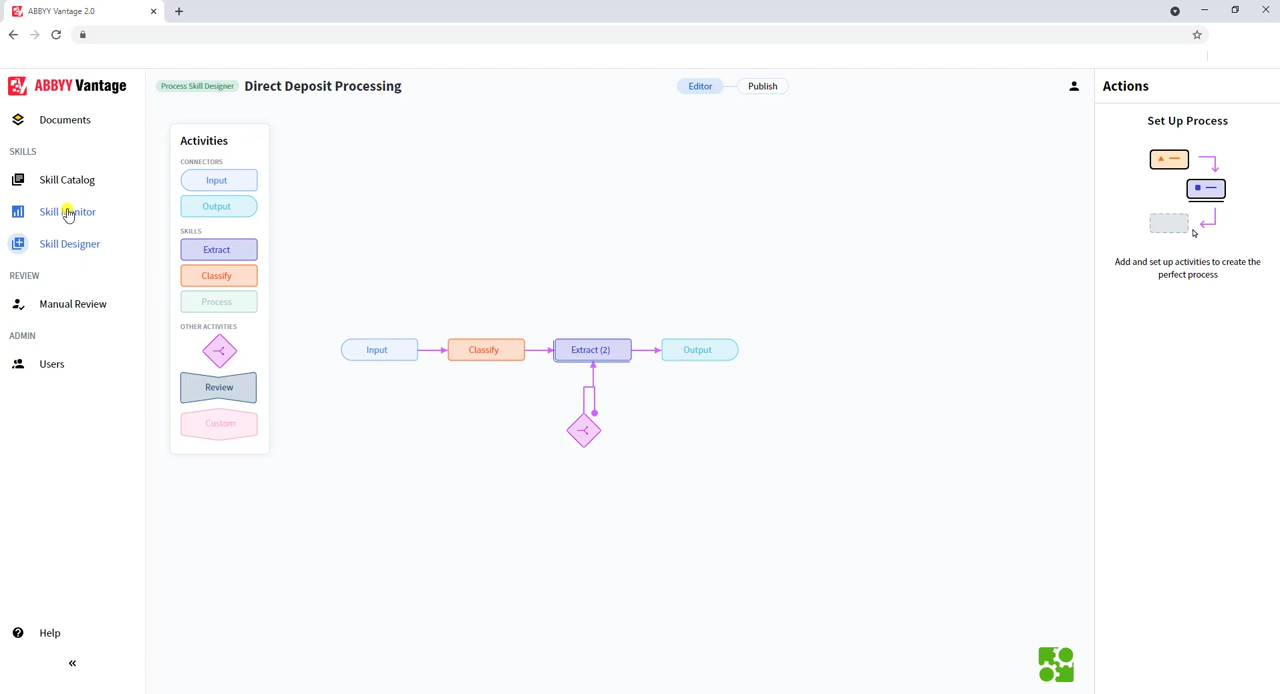 ABBYY Vantage 2.0
ABBYY Vantage
Documents
SKILLS
Skill Catalog
Skill Monitor
Skill Designer
REVIEW
Manual Review
ADMIN
Users
Help
Process Skill Designer
Direct Deposit Processing
Editor
Publish
Activities
CONNECTORS
Input
Output
SKILLS
Extract
Classify
Process
OTHER ACTIVITIES
Review
Custom
Input
Classify
Extract (2)
Output
Actions
Set Up Process
Add and set up activities to create the
perfect process